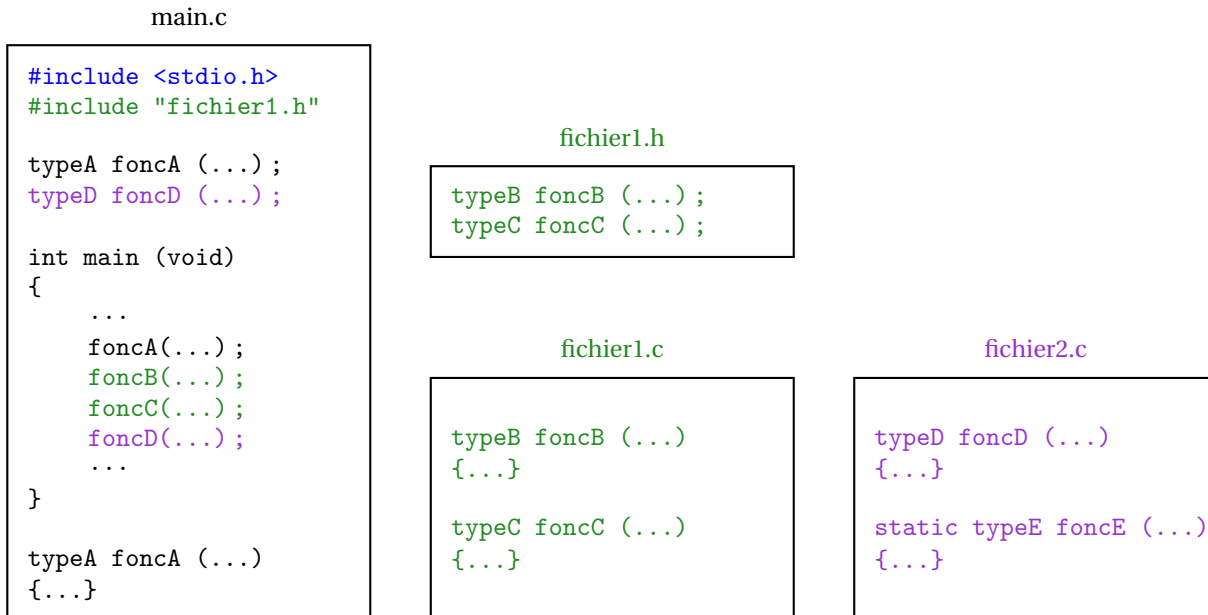 main.c
#include <stdio.h>
#include "fichier1.h"
typeA foncA (...) ;
typeD foncD (...) ;
int main (void)
{
...
foncA(...) ;
foncB(...) ;
foncC(...) ;
foncD(...) ;
...
}
typeA foncA (...)
{...}
fichier1.h
typeB foncB (...) ;
typeC foncC (...) ;
fichier1.c
typeB foncB (...)
{...}
typeC foncC (...)
{...}
fichier2.c
typeD foncD (...)
{...}
static typeE foncE (...)
{...}